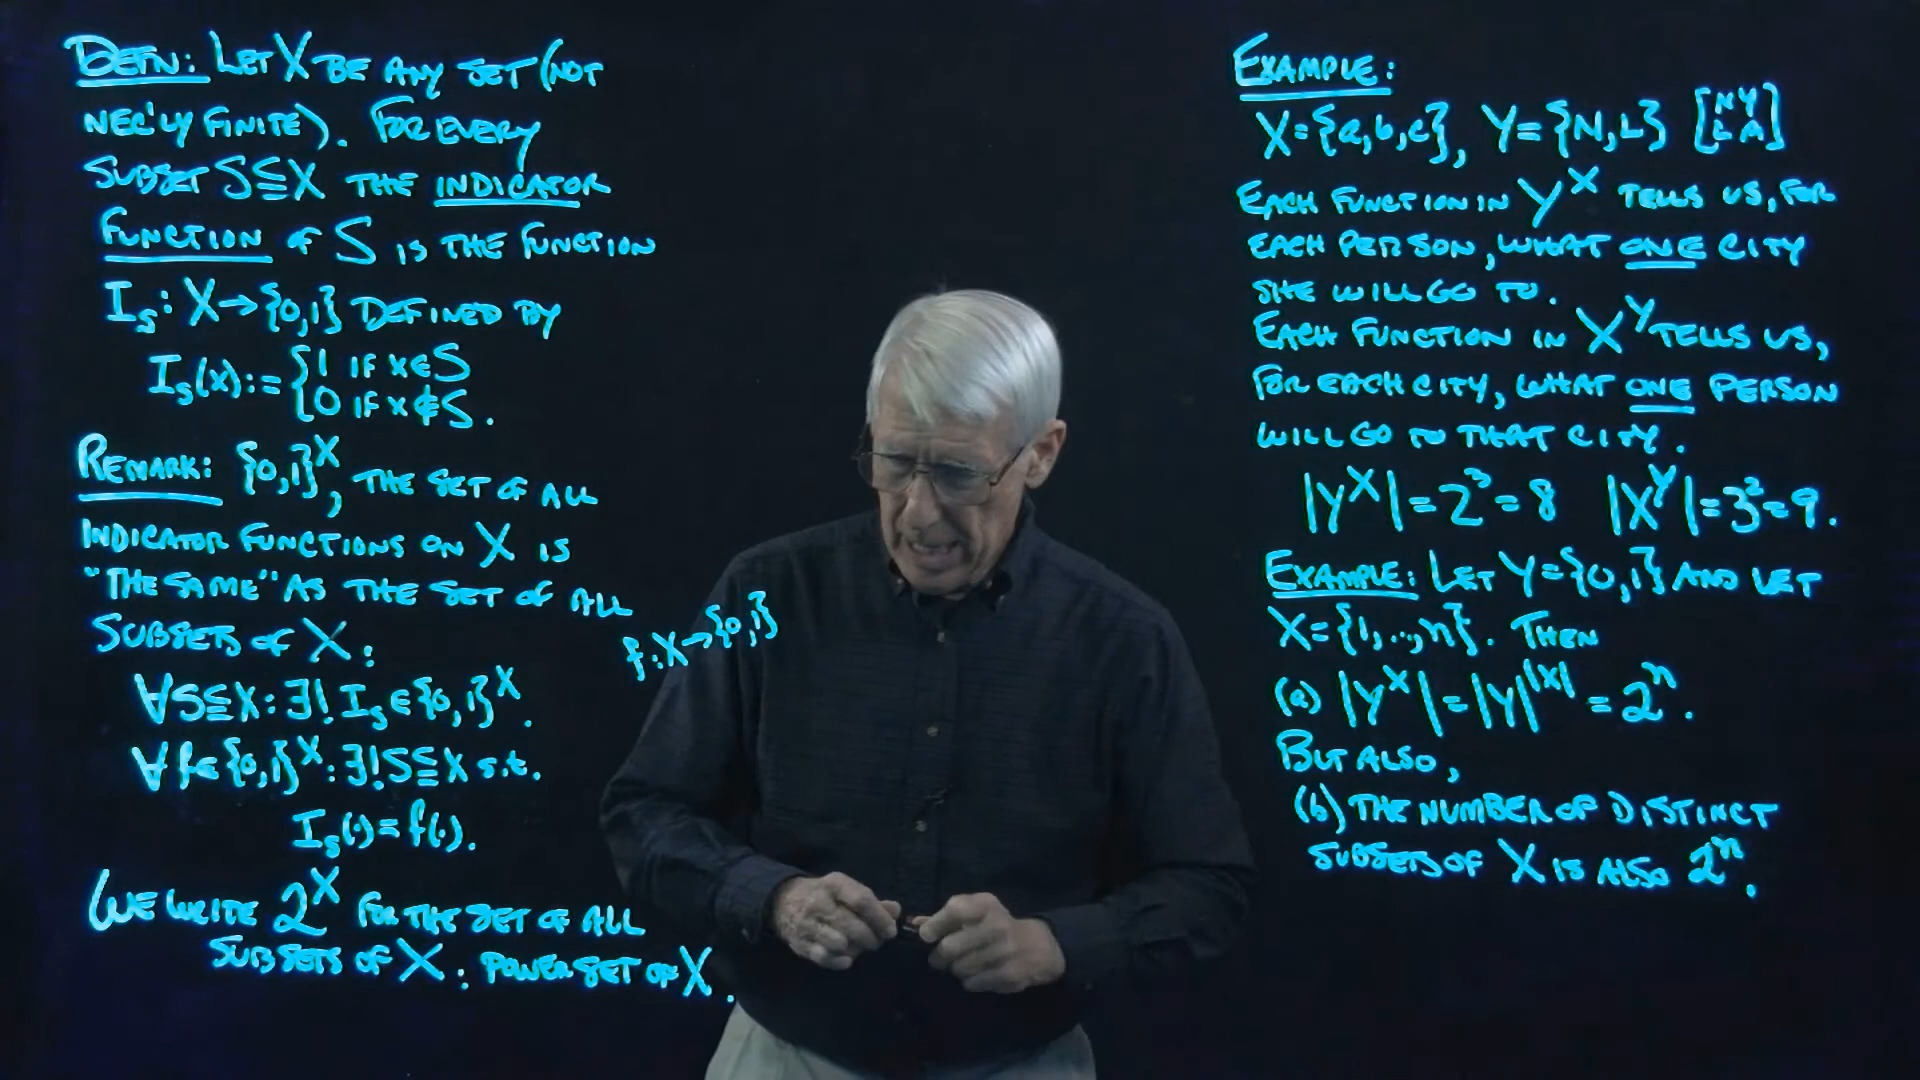 DEFN: LET X BE ANY SET (NOT
NEC'LY FINITE). FOR EVERY
SUBSET S⊆X THE INDICATOR
FUNCTION OF S IS THE FUNCTION
I_S: X→{0,1} DEFINED BY
I_S(x):= {1 IF x∈S
{0 IF x∉S.
REMARK: {0,1}^X, THE SET OF ALL
INDICATOR FUNCTIONS ON X IS
"THE SAME" AS THE SET OF ALL
SUBSETS OF X:
f:X→{0,1}
∀S⊆X: ∃! I_S∈{0,1}^X.
∀f∈{0,1}^X: ∃!S⊆X s.t.
I_S(·)=f(·).
WE WRITE 2^X FOR THE SET OF ALL
SUBSETS OF X: POWER SET OF X.
EXAMPLE:
X={a,b,c}, Y={N,L} [NY
LA]
EACH FUNCTION IN Y^X TELLS US, FOR
EACH PERSON, WHAT ONE CITY
SHE WILL GO TO.
EACH FUNCTION IN X^Y TELLS US,
FOR EACH CITY, WHAT ONE PERSON
WILL GO TO THAT CITY.
|Y^X|=2^3=8 |X^Y|=3^2=9.
EXAMPLE: LET Y={0,1} AND LET
X={1,..,n}. THEN
(a) |Y^X|=|Y|^|X|=2^n.
BUT ALSO,
(b) THE NUMBER OF DISTINCT
SUBSETS OF X IS ALSO 2^n.